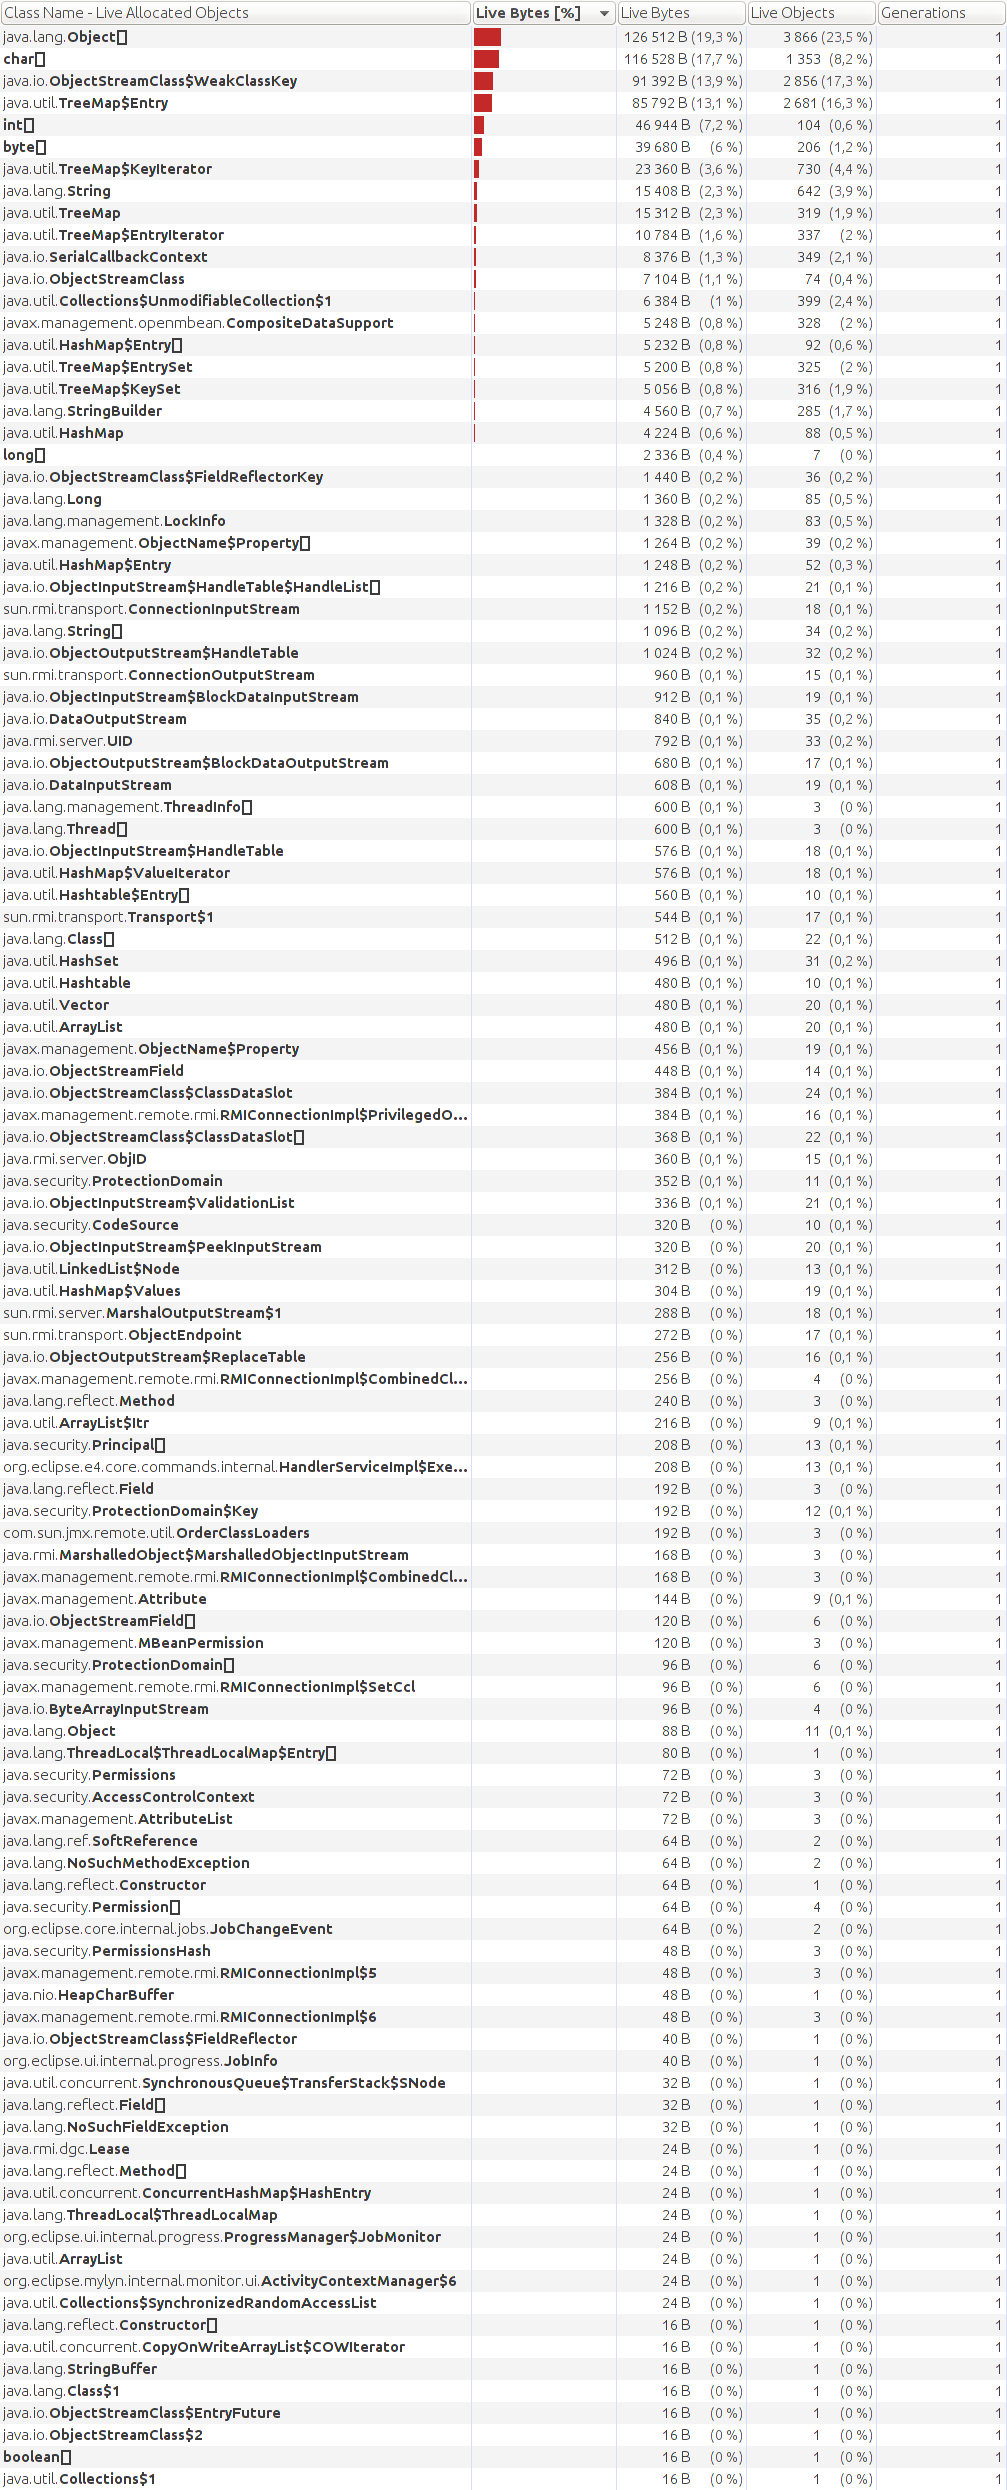 Class Name - Live Allocated Objects Live Bytes [%] Live Bytes Live Objects Generations
java.lang.Object[] 126 512 B (19,3 %) 3 866 (23,5 %) 1
char[] 116 528 B (17,7 %) 1 353 (8,2 %) 1
java.io.ObjectStreamClass$WeakClassKey 91 392 B (13,9 %) 2 856 (17,3 %) 1
java.util.TreeMap$Entry 85 792 B (13,1 %) 2 681 (16,3 %) 1
int[] 46 944 B (7,2 %) 104 (0,6 %) 1
byte[] 39 680 B (6 %) 206 (1,2 %) 1
java.util.TreeMap$KeyIterator 23 360 B (3,6 %) 730 (4,4 %) 1
java.lang.String 15 408 B (2,3 %) 642 (3,9 %) 1
java.util.TreeMap 15 312 B (2,3 %) 319 (1,9 %) 1
java.util.TreeMap$EntryIterator 10 784 B (1,6 %) 337 (2 %) 1
java.io.SerialCallbackContext 8 376 B (1,3 %) 349 (2,1 %) 1
java.io.ObjectStreamClass 7 104 B (1,1 %) 74 (0,4 %) 1
java.util.Collections$UnmodifiableCollection$1 6 384 B (1 %) 399 (2,4 %) 1
javax.management.openmbean.CompositeDataSupport 5 248 B (0,8 %) 328 (2 %) 1
java.util.HashMap$Entry[] 5 232 B (0,8 %) 92 (0,6 %) 1
java.util.TreeMap$EntrySet 5 200 B (0,8 %) 325 (2 %) 1
java.util.TreeMap$KeySet 5 056 B (0,8 %) 316 (1,9 %) 1
java.lang.StringBuilder 4 560 B (0,7 %) 285 (1,7 %) 1
java.util.HashMap 4 224 B (0,6 %) 88 (0,5 %) 1
long[] 2 336 B (0,4 %) 7 (0 %) 1
java.io.ObjectStreamClass$FieldReflectorKey 1 440 B (0,2 %) 36 (0,2 %) 1
java.lang.Long 1 360 B (0,2 %) 85 (0,5 %) 1
java.lang.management.LockInfo 1 328 B (0,2 %) 83 (0,5 %) 1
javax.management.ObjectName$Property[] 1 264 B (0,2 %) 39 (0,2 %) 1
java.util.HashMap$Entry 1 248 B (0,2 %) 52 (0,3 %) 1
java.io.ObjectInputStream$HandleTable$HandleList[] 1 216 B (0,2 %) 21 (0,1 %) 1
sun.rmi.transport.ConnectionInputStream 1 152 B (0,2 %) 18 (0,1 %) 1
java.lang.String[] 1 096 B (0,2 %) 34 (0,2 %) 1
java.io.ObjectOutputStream$HandleTable 1 024 B (0,2 %) 32 (0,2 %) 1
sun.rmi.transport.ConnectionOutputStream 960 B (0,1 %) 15 (0,1 %) 1
java.io.ObjectInputStream$BlockDataInputStream 912 B (0,1 %) 19 (0,1 %) 1
java.io.DataOutputStream 840 B (0,1 %) 35 (0,2 %) 1
java.rmi.server.UID 792 B (0,1 %) 33 (0,2 %) 1
java.io.ObjectOutputStream$BlockDataOutputStream 680 B (0,1 %) 17 (0,1 %) 1
java.io.DataInputStream 608 B (0,1 %) 19 (0,1 %) 1
java.lang.management.ThreadInfo[] 600 B (0,1 %) 3 (0 %) 1
java.lang.Thread[] 600 B (0,1 %) 3 (0 %) 1
java.io.ObjectInputStream$HandleTable 576 B (0,1 %) 18 (0,1 %) 1
java.util.HashMap$ValueIterator 576 B (0,1 %) 18 (0,1 %) 1
java.util.Hashtable$Entry[] 560 B (0,1 %) 10 (0,1 %) 1
sun.rmi.transport.Transport$1 544 B (0,1 %) 17 (0,1 %) 1
java.lang.Class[] 512 B (0,1 %) 22 (0,1 %) 1
java.util.HashSet 496 B (0,1 %) 31 (0,2 %) 1
java.util.Hashtable 480 B (0,1 %) 10 (0,1 %) 1
java.util.Vector 480 B (0,1 %) 20 (0,1 %) 1
java.util.ArrayList 480 B (0,1 %) 20 (0,1 %) 1
javax.management.ObjectName$Property 456 B (0,1 %) 19 (0,1 %) 1
java.io.ObjectStreamField 448 B (0,1 %) 14 (0,1 %) 1
java.io.ObjectStreamClass$ClassDataSlot 384 B (0,1 %) 24 (0,1 %) 1
javax.management.remote.rmi.RMIConnectionImpl$PrivilegedO... 384 B (0,1 %) 16 (0,1 %) 1
java.io.ObjectStreamClass$ClassDataSlot[] 368 B (0,1 %) 22 (0,1 %) 1
java.rmi.server.ObjID 360 B (0,1 %) 15 (0,1 %) 1
java.security.ProtectionDomain 352 B (0,1 %) 11 (0,1 %) 1
java.io.ObjectInputStream$ValidationList 336 B (0,1 %) 21 (0,1 %) 1
java.security.CodeSource 320 B (0 %) 10 (0,1 %) 1
java.io.ObjectInputStream$PeekInputStream 320 B (0 %) 20 (0,1 %) 1
java.util.LinkedList$Node 312 B (0 %) 13 (0,1 %) 1
java.util.HashMap$Values 304 B (0 %) 19 (0,1 %) 1
sun.rmi.server.MarshalOutputStream$1 288 B (0 %) 18 (0,1 %) 1
sun.rmi.transport.ObjectEndpoint 272 B (0 %) 17 (0,1 %) 1
java.io.ObjectOutputStream$ReplaceTable 256 B (0 %) 16 (0,1 %) 1
javax.management.remote.rmi.RMIConnectionImpl$CombinedCl... 256 B (0 %) 4 (0 %) 1
java.lang.reflect.Method 240 B (0 %) 3 (0 %) 1
java.util.ArrayList$Itr 216 B (0 %) 9 (0,1 %) 1
java.security.Principal[] 208 B (0 %) 13 (0,1 %) 1
org.eclipse.e4.core.commands.internal.HandlerServiceImpl$Exe... 208 B (0 %) 13 (0,1 %) 1
java.lang.reflect.Field 192 B (0 %) 3 (0 %) 1
java.security.ProtectionDomain$Key 192 B (0 %) 12 (0,1 %) 1
com.sun.jmx.remote.util.OrderClassLoaders 192 B (0 %) 3 (0 %) 1
java.rmi.MarshalledObject$MarshalledObjectInputStream 168 B (0 %) 3 (0 %) 1
javax.management.remote.rmi.RMIConnectionImpl$CombinedCl... 168 B (0 %) 3 (0 %) 1
javax.management.Attribute 144 B (0 %) 9 (0,1 %) 1
java.io.ObjectStreamField[] 120 B (0 %) 6 (0 %) 1
javax.management.MBeanPermission 120 B (0 %) 3 (0 %) 1
java.security.ProtectionDomain[] 96 B (0 %) 6 (0 %) 1
javax.management.remote.rmi.RMIConnectionImpl$SetCcl 96 B (0 %) 6 (0 %) 1
java.io.ByteArrayInputStream 96 B (0 %) 4 (0 %) 1
java.lang.Object 88 B (0 %) 11 (0,1 %) 1
java.lang.ThreadLocal$ThreadLocalMap$Entry[] 80 B (0 %) 1 (0 %) 1
java.security.Permissions 72 B (0 %) 3 (0 %) 1
java.security.AccessControlContext 72 B (0 %) 3 (0 %) 1
javax.management.AttributeList 72 B (0 %) 3 (0 %) 1
java.lang.ref.SoftReference 64 B (0 %) 2 (0 %) 1
java.lang.NoSuchMethodException 64 B (0 %) 2 (0 %) 1
java.lang.reflect.Constructor 64 B (0 %) 1 (0 %) 1
java.security.Permission[] 64 B (0 %) 4 (0 %) 1
org.eclipse.core.internal.jobs.JobChangeEvent 64 B (0 %) 2 (0 %) 1
java.security.PermissionsHash 48 B (0 %) 3 (0 %) 1
javax.management.remote.rmi.RMIConnectionImpl$5 48 B (0 %) 3 (0 %) 1
java.nio.HeapCharBuffer 48 B (0 %) 1 (0 %) 1
javax.management.remote.rmi.RMIConnectionImpl$6 48 B (0 %) 3 (0 %) 1
java.io.ObjectStreamClass$FieldReflector 40 B (0 %) 1 (0 %) 1
org.eclipse.ui.internal.progress.JobInfo 40 B (0 %) 1 (0 %) 1
java.util.concurrent.SynchronousQueue$TransferStack$SNode 32 B (0 %) 1 (0 %) 1
java.lang.reflect.Field[] 32 B (0 %) 1 (0 %) 1
java.lang.NoSuchFieldException 32 B (0 %) 1 (0 %) 1
java.rmi.dgc.Lease 24 B (0 %) 1 (0 %) 1
java.lang.reflect.Method[] 24 B (0 %) 1 (0 %) 1
java.util.concurrent.ConcurrentHashMap$HashEntry 24 B (0 %) 1 (0 %) 1
java.lang.ThreadLocal$ThreadLocalMap 24 B (0 %) 1 (0 %) 1
org.eclipse.ui.internal.progress.ProgressManager$JobMonitor 24 B (0 %) 1 (0 %) 1
java.util.ArrayList 24 B (0 %) 1 (0 %) 1
org.eclipse.mylyn.internal.monitor.ui.ActivityContextManager$6 24 B (0 %) 1 (0 %) 1
java.util.Collections$SynchronizedRandomAccessList 24 B (0 %) 1 (0 %) 1
java.lang.reflect.Constructor[] 16 B (0 %) 1 (0 %) 1
java.util.concurrent.CopyOnWriteArrayList$COWIterator 16 B (0 %) 1 (0 %) 1
java.lang.StringBuffer 16 B (0 %) 1 (0 %) 1
java.lang.Class$1 16 B (0 %) 1 (0 %) 1
java.io.ObjectStreamClass$EntryFuture 16 B (0 %) 1 (0 %) 1
java.io.ObjectStreamClass$2 16 B (0 %) 1 (0 %) 1
boolean[] 16 B (0 %) 1 (0 %) 1
java.util.Collections$1 16 B (0 %) 1 (0 %) 1